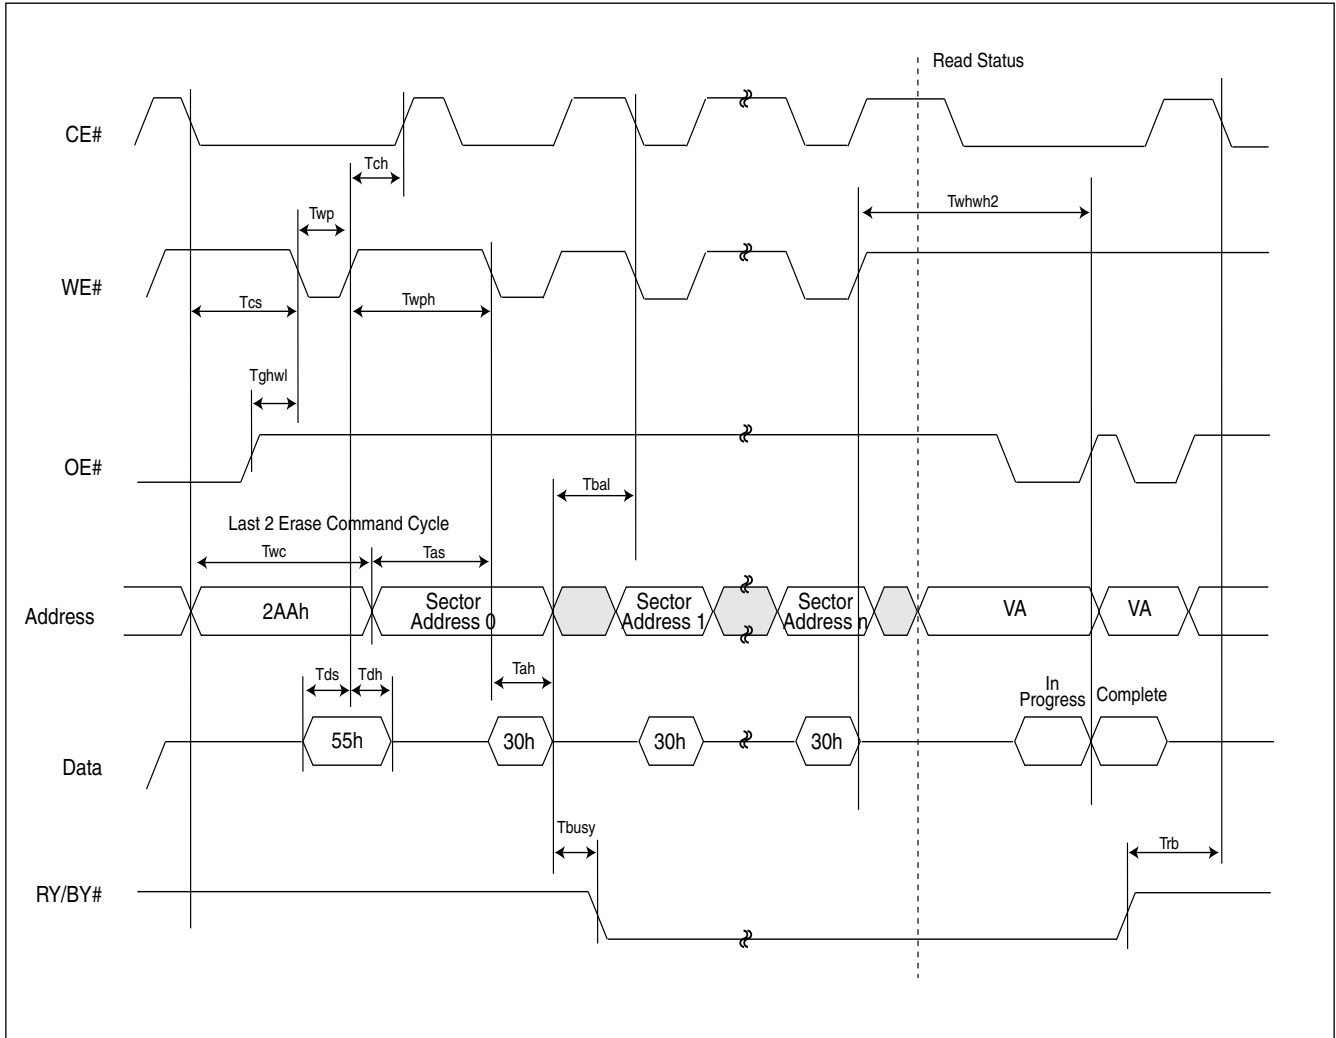 Read Status
CE#
Tch
Twhwh2
Twp
WE#
Tcs
Twph
Tghwl
OE#
Tbal
Last 2 Erase Command Cycle
Twc
Tas
Address
2AAh
Sector
Address 0
Sector
Address 1
Sector
Address n
VA
VA
Tds
Tdh
Tah
In
Progress
Complete
Data
55h
30h
30h
30h
Tbusy
Trb
RY/BY#